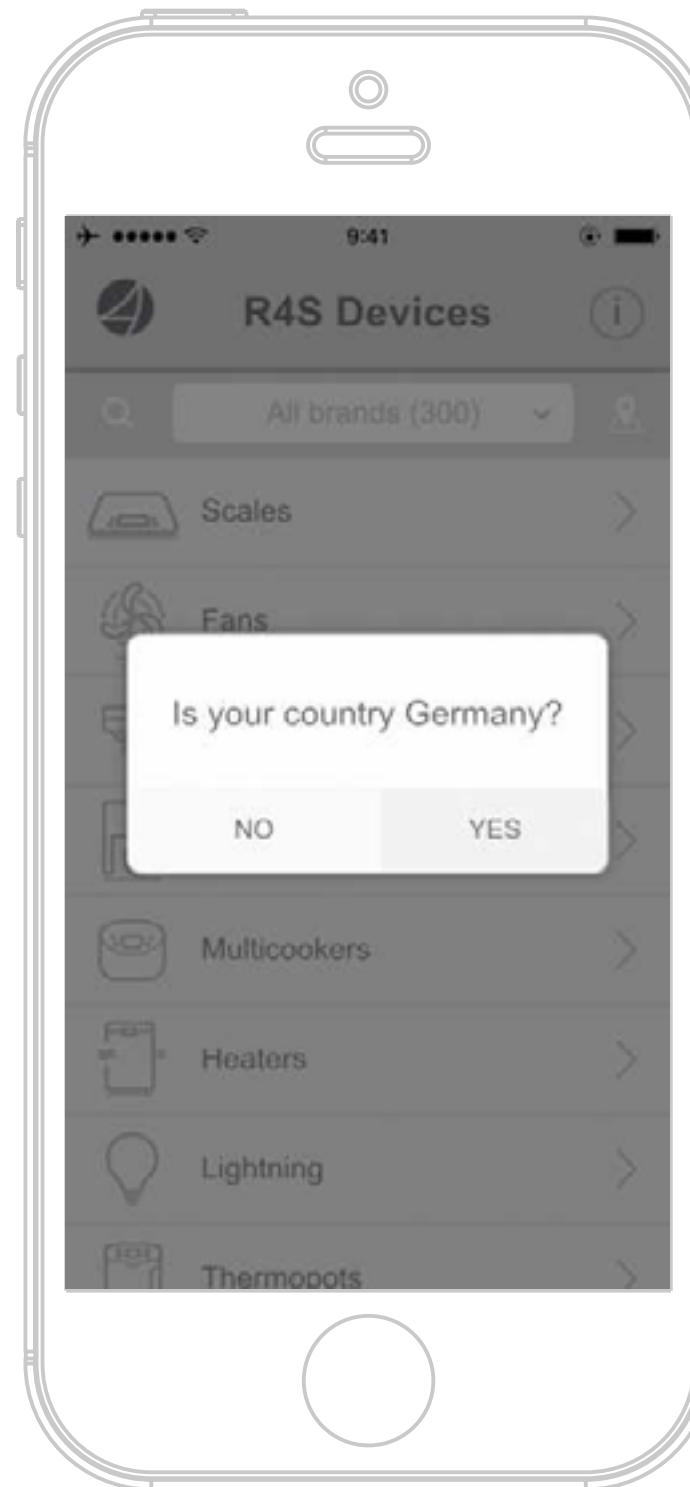 9:41
R4S Devices
All brands (300)
Scales
Fans
Is your country Germany?
NO YES
Multicookers
Heaters
Lightning
Thermopots